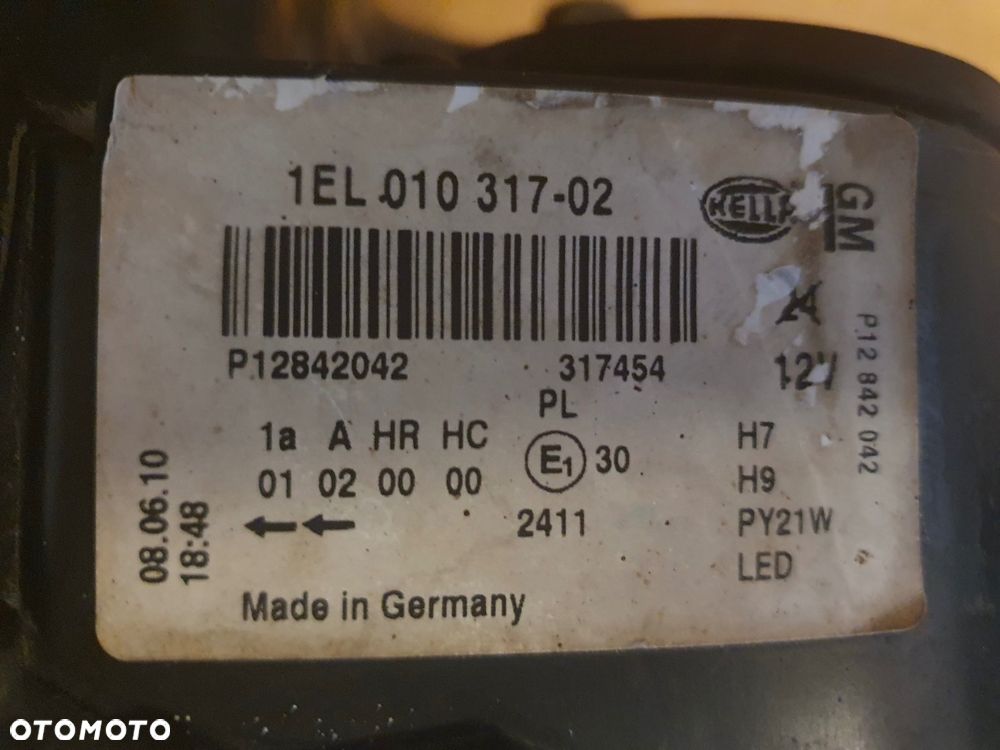 1EL 010 317-02
HELLA
GM
P12842042 317454
12V
P12 842 042
PL
1a A HR HC
01 02 00 00
E1 30
2411
H7
H9
PY21W
LED
08.06.10
18:48
Made in Germany
OTOMOTO